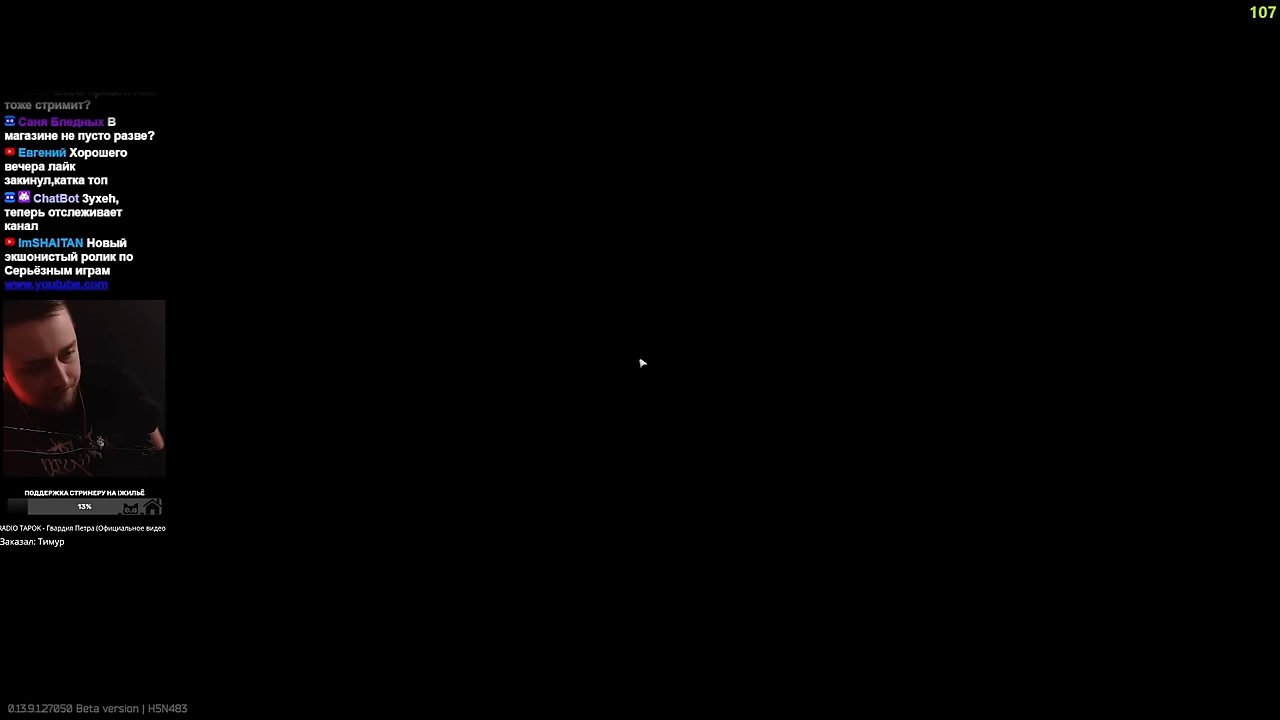 107
тоже стримит?
Саня Бледных В
магазине не пусто разве?
Евгений Хорошего
вечера лайк
закинул,катка топ
ChatBot 3yxeh,
теперь отслеживает
канал
ImSHAITAN Новый
экшонистый ролик по
Серьёзным играм
www.youtube.com
ПОДДЕРЖКА СТРИМЕРУ НА !ЖИЛЬЁ
13%
RADIO TAPOK - Гвардия Петра (Официальное видео
Заказал: Тимур
0.13.9.1.27050 Beta version | H5N483